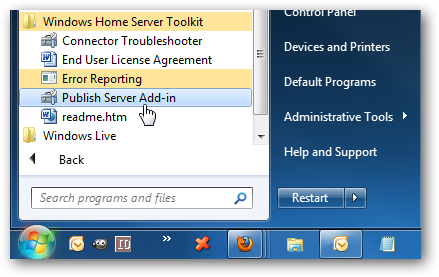 Windows Home Server Toolkit
Connector Troubleshooter
End User License Agreement
Error Reporting
Publish Server Add-in
readme.htm
Windows Live
Back
Search programs and files
Control Panel
Devices and Printers
Default Programs
Administrative Tools
Help and Support
Restart
»